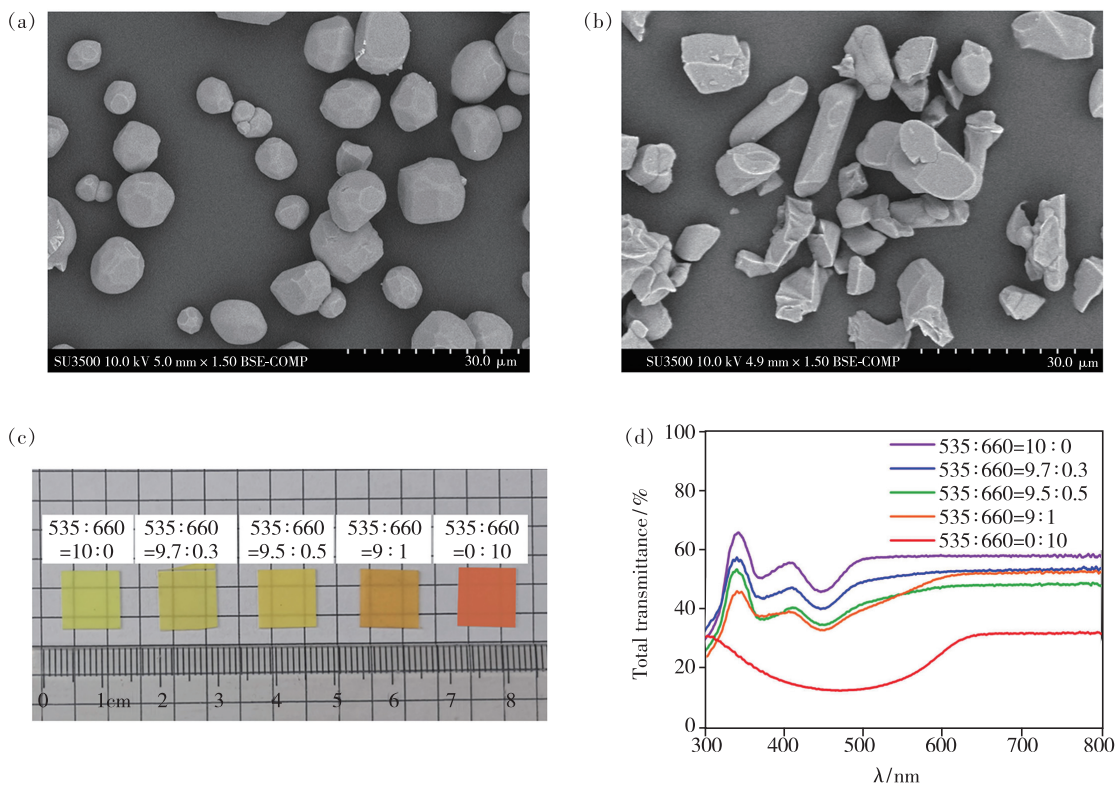 (a)
SU3500 10.0 kV 5.0 mm × 1.50 BSE-COMP
30.0 μm
(b)
SU3500 10.0 kV 4.9 mm × 1.50 BSE-COMP
30.0 μm
(c)
535:660
=10:0
535:660
=9.7:0.3
535:660
=9.5:0.5
535:660
=9:1
535:660
=0:10
0 1cm 2 3 4 5 6 7 8
(d)
100
80
60
40
20
0
Total transmittance/%
535:660=10:0
535:660=9.7:0.3
535:660=9.5:0.5
535:660=9:1
535:660=0:10
300 400 500 600 700 800
λ/nm